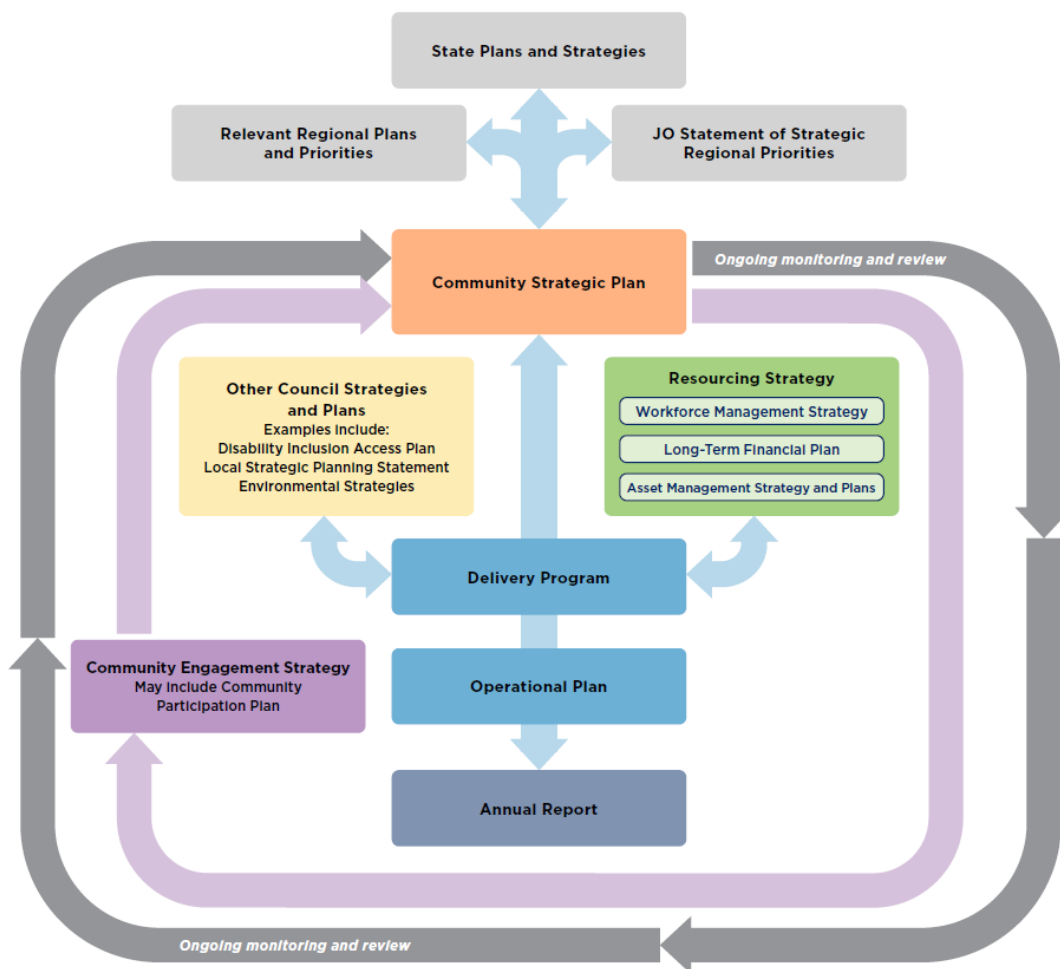 State Plans and Strategies
Relevant Regional Plans
and Priorities
JO Statement of Strategic
Regional Priorities
Community Strategic Plan
Ongoing monitoring and review
Other Council Strategies
and Plans
Examples include:
Disability Inclusion Access Plan
Local Strategic Planning Statement
Environmental Strategies
Resourcing Strategy
Workforce Management Strategy
Long-Term Financial Plan
Asset Management Strategy and Plans
Delivery Program
Community Engagement Strategy
May Include Community
Participation Plan
Operational Plan
Annual Report
Ongoing monitoring and review